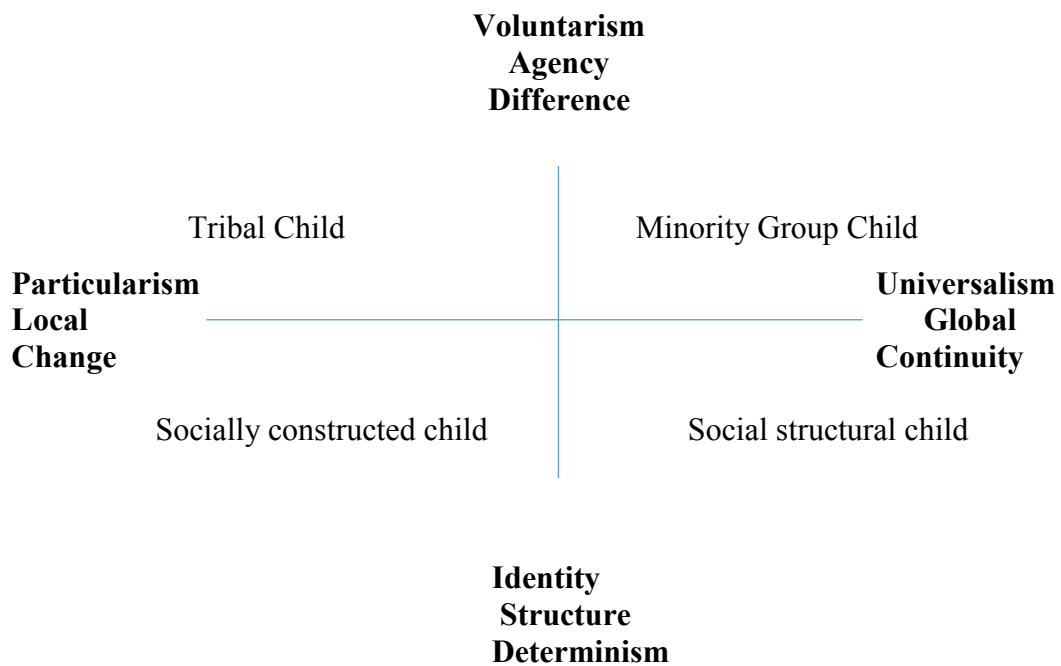 Voluntarism
Agency
Difference
Tribal Child
Minority Group Child
Particularism
Local
Change
Universalism
Global
Continuity
Socially constructed child
Social structural child
Identity
Structure
Determinism